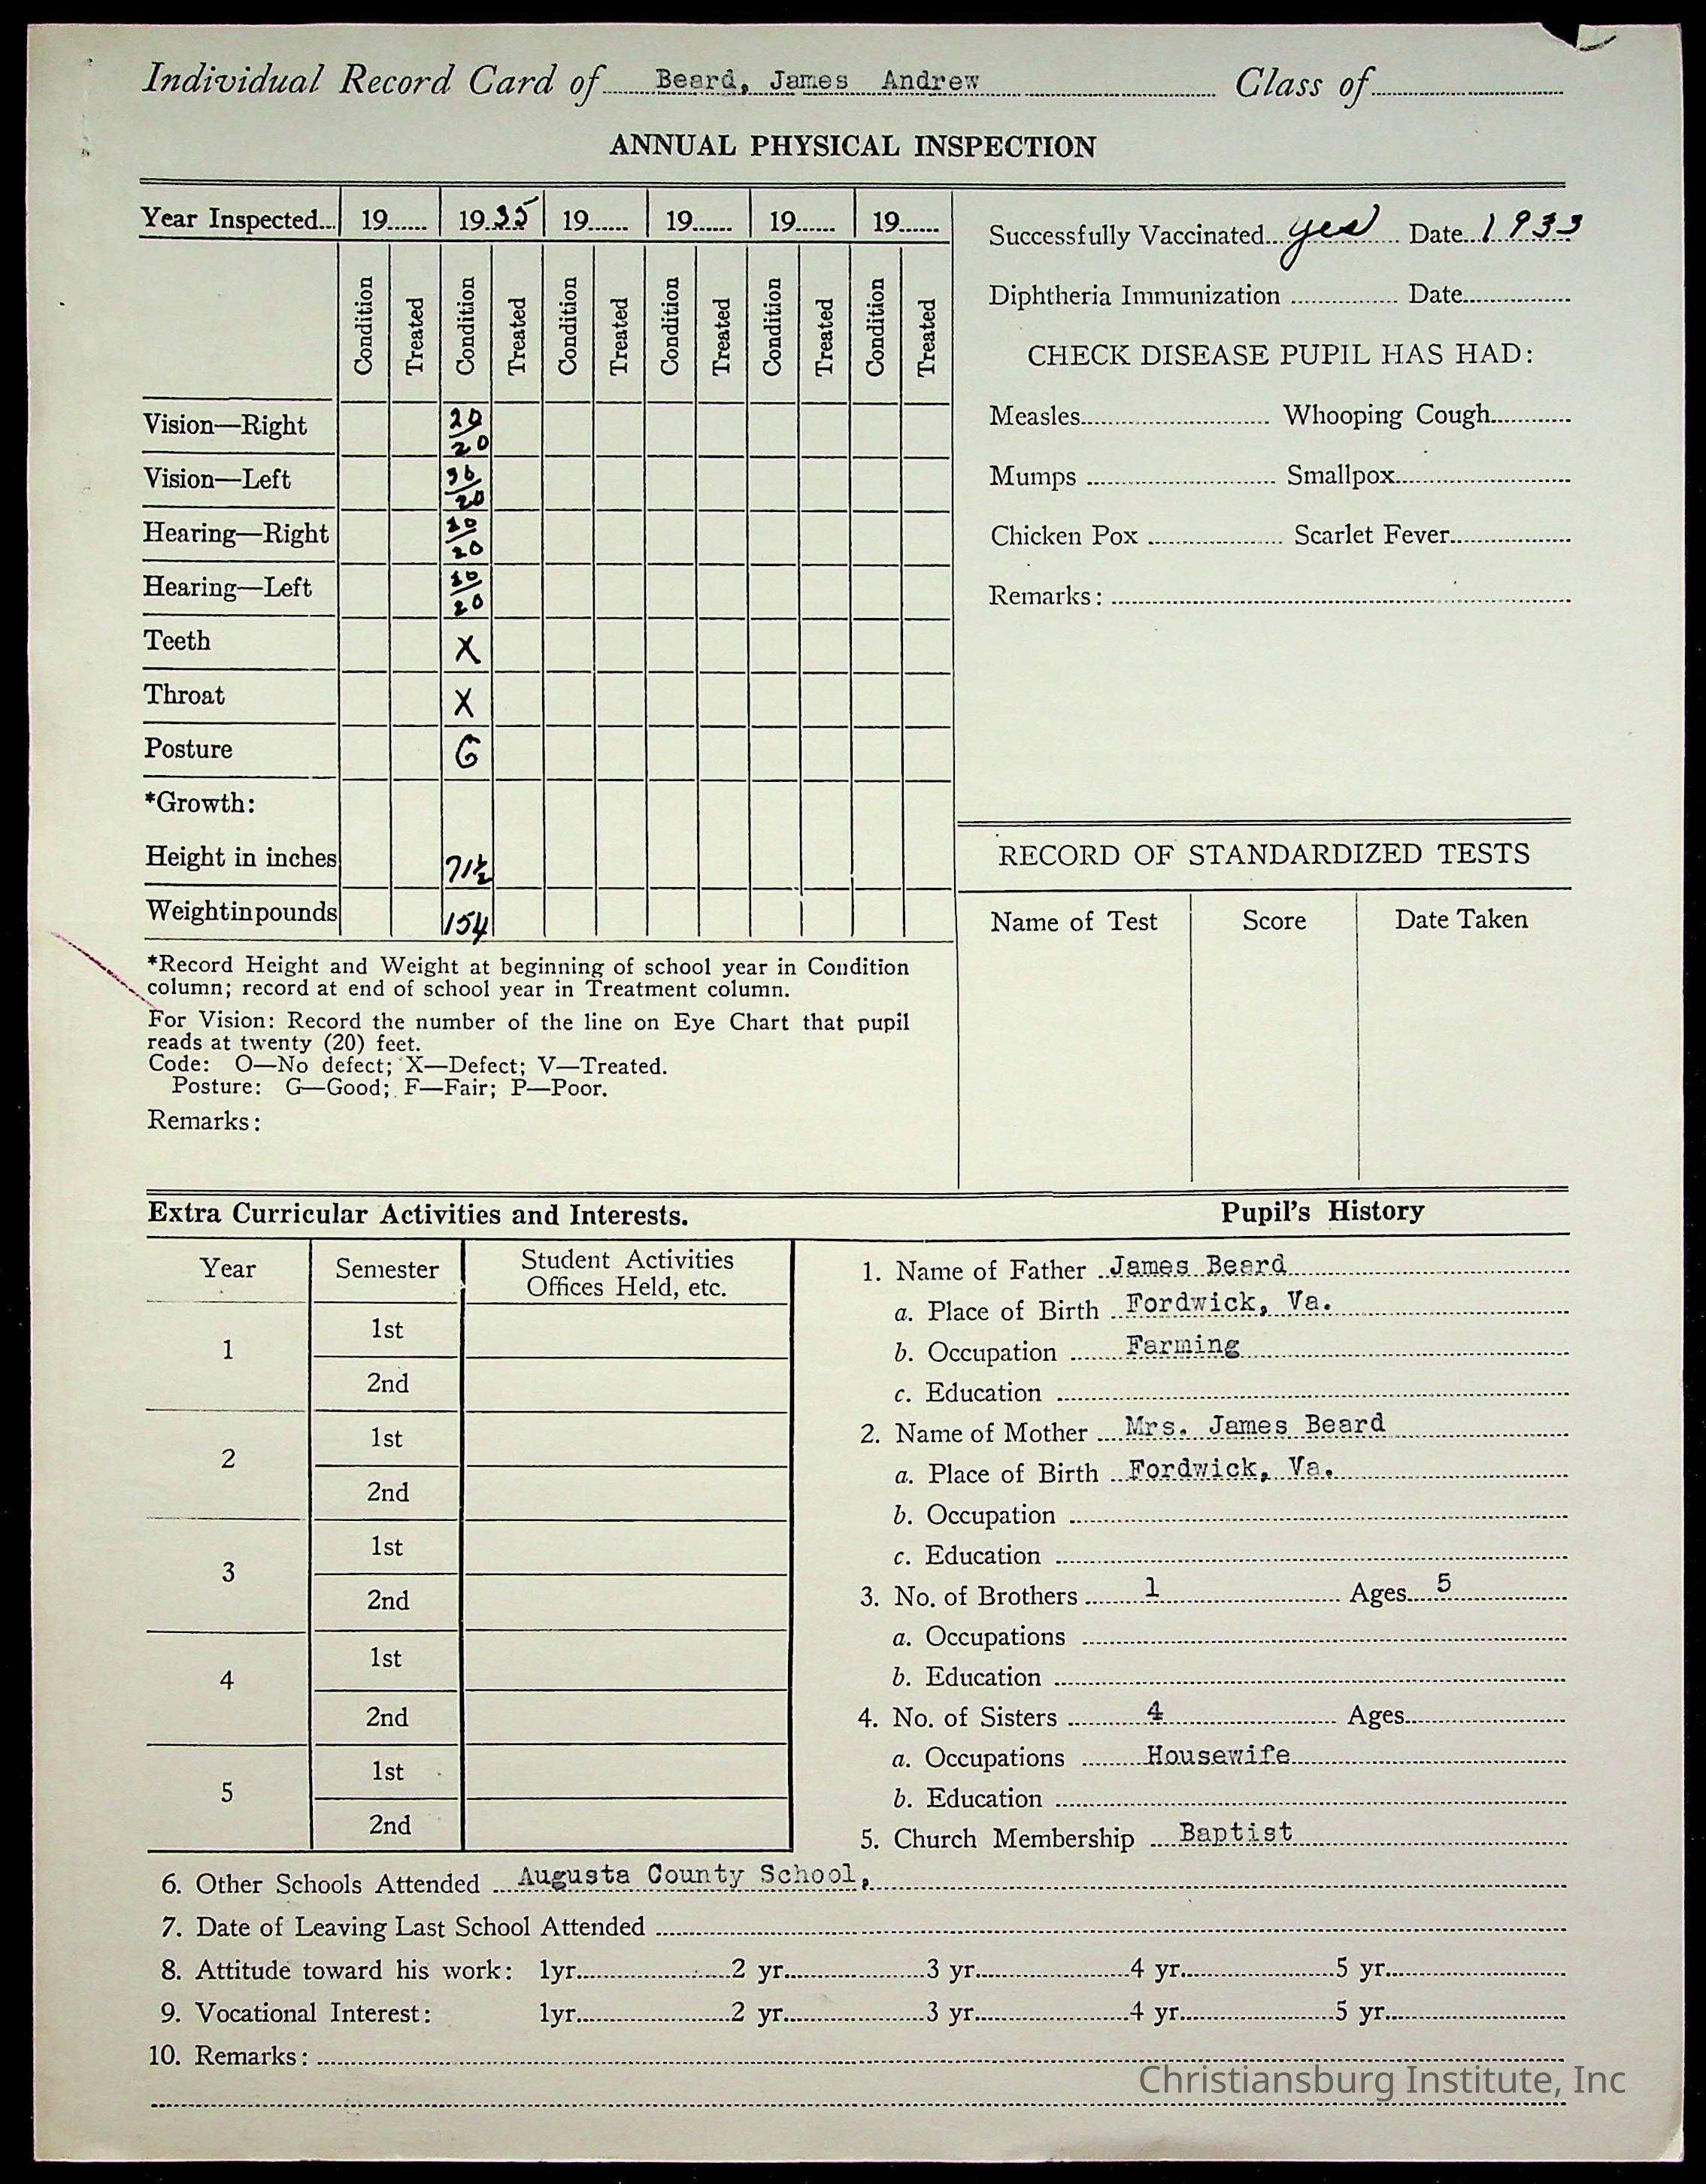 Individual Record Card of Beard, James Andrew Class of
ANNUAL PHYSICAL INSPECTION
Year Inspected 19 1935 19 19 19 19
Condition Treated Condition Treated Condition Treated Condition Treated Condition Treated Condition Treated
Vision—Right 20/20
Vision—Left /20
Hearing—Right 20/20
Hearing—Left 20/20
Teeth X
Throat X
Posture G
*Growth:
Height in inches 71½
Weight in pounds 154
*Record Height and Weight at beginning of school year in Condition
column; record at end of school year in Treatment column.
For Vision: Record the number of the line on Eye Chart that pupil
reads at twenty (20) feet.
Code: O—No defect; X—Defect; V—Treated.
Posture: G—Good; F—Fair; P—Poor.
Remarks:
Successfully Vaccinated yes Date 1933
Diphtheria Immunization Date
CHECK DISEASE PUPIL HAS HAD:
Measles Whooping Cough
Mumps Smallpox
Chicken Pox Scarlet Fever
Remarks:
RECORD OF STANDARDIZED TESTS
Name of Test Score Date Taken
Extra Curricular Activities and Interests.
Year Semester Student Activities
Offices Held, etc.
1 1st
2nd
2 1st
2nd
3 1st
2nd
4 1st
2nd
5 1st
2nd
Pupil's History
1. Name of Father James Beard
a. Place of Birth Fordwick, Va.
b. Occupation Farming
c. Education
2. Name of Mother Mrs. James Beard
a. Place of Birth Fordwick, Va.
b. Occupation
c. Education
3. No. of Brothers 1 Ages 5
a. Occupations
b. Education
4. No. of Sisters 4 Ages
a. Occupations Housewife
b. Education
5. Church Membership Baptist
6. Other Schools Attended Augusta County School,
7. Date of Leaving Last School Attended
8. Attitude toward his work: 1yr. 2 yr. 3 yr. 4 yr. 5 yr.
9. Vocational Interest: 1yr. 2 yr. 3 yr. 4 yr. 5 yr.
10. Remarks:
Christiansburg Institute, Inc